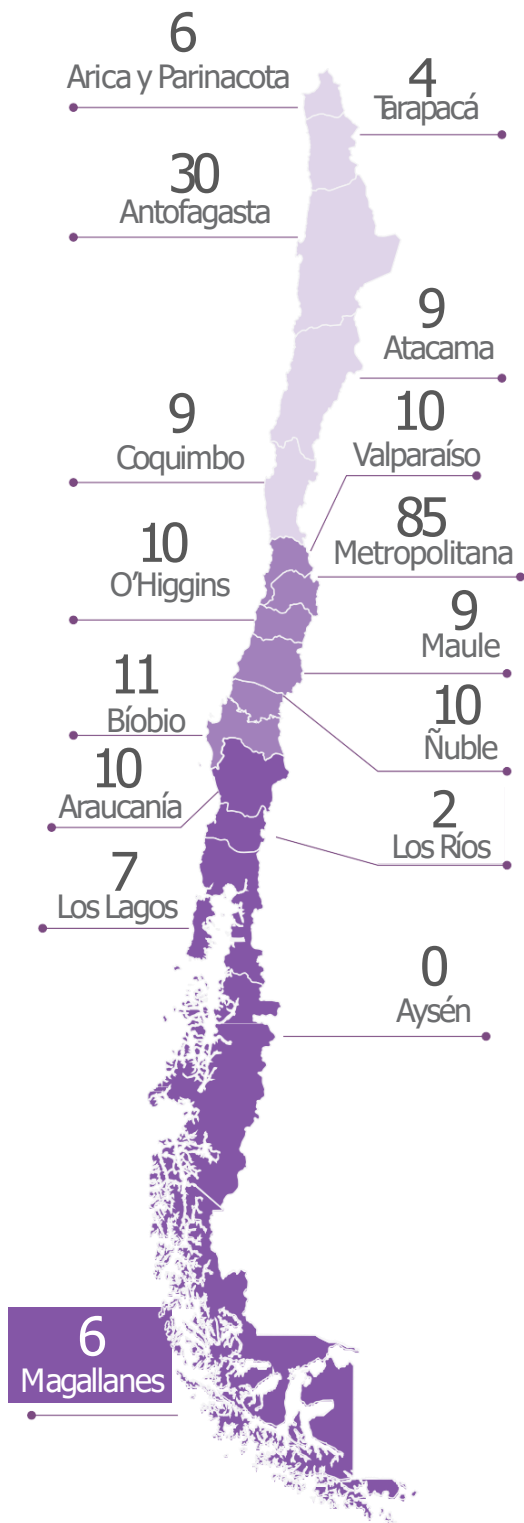 6
Arica y Parinacota
4
Tarapacá
30
Antofagasta
9
Atacama
9
Coquimbo
10
Valparaíso
85
Metropolitana
10
O'Higgins
9
Maule
11
Bíobio
10
Ñuble
10
Araucanía
2
Los Ríos
7
Los Lagos
0
Aysén
6
Magallanes